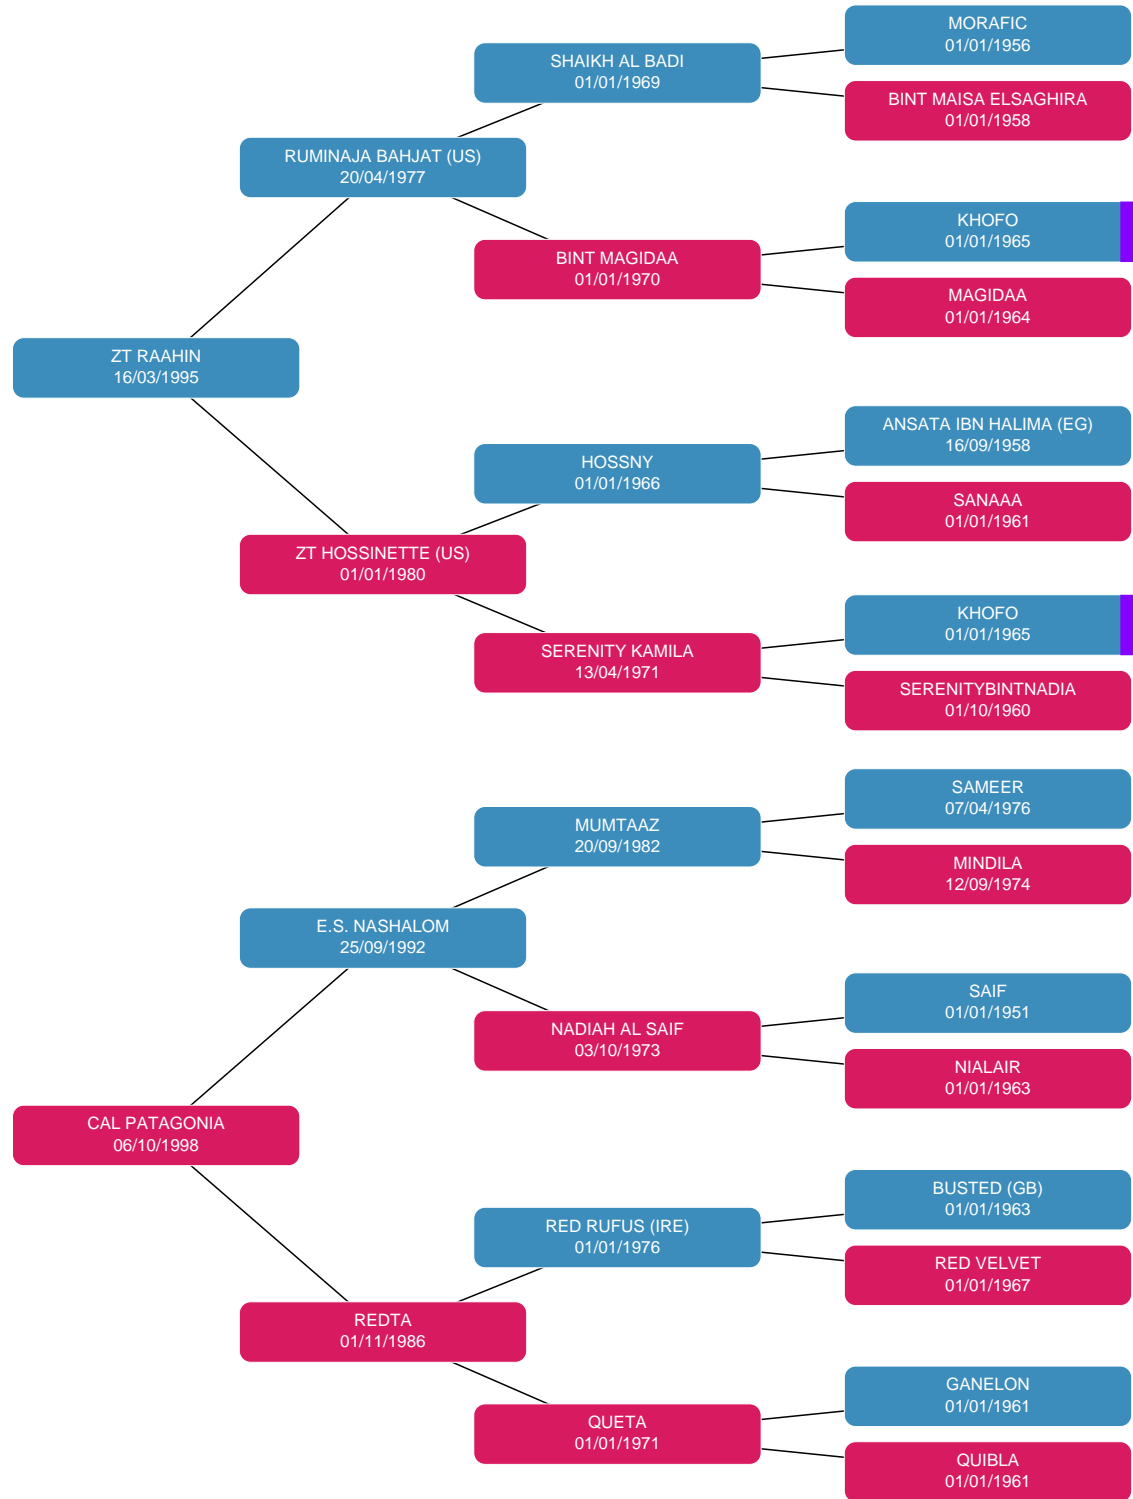 MORAFIC
01/01/1956
SHAIKH AL BADI
01/01/1969
BINT MAISA ELSAGHIRA
01/01/1958
RUMINAJA BAHJAT (US)
20/04/1977
KHOFO
01/01/1965
BINT MAGIDAA
01/01/1970
MAGIDAA
01/01/1964
ZT RAAHIN
16/03/1995
ANSATA IBN HALIMA (EG)
16/09/1958
HOSSNY
01/01/1966
SANAAA
01/01/1961
ZT HOSSINETTE (US)
01/01/1980
KHOFO
01/01/1965
SERENITY KAMILA
13/04/1971
SERENITYBINTNADIA
01/10/1960
SAMEER
07/04/1976
MUMTAAZ
20/09/1982
MINDILA
12/09/1974
E.S. NASHALOM
25/09/1992
SAIF
01/01/1951
NADIAH AL SAIF
03/10/1973
NIALAIR
01/01/1963
CAL PATAGONIA
06/10/1998
BUSTED (GB)
01/01/1963
RED RUFUS (IRE)
01/01/1976
RED VELVET
01/01/1967
REDTA
01/11/1986
GANELON
01/01/1961
QUETA
01/01/1971
QUIBLA
01/01/1961